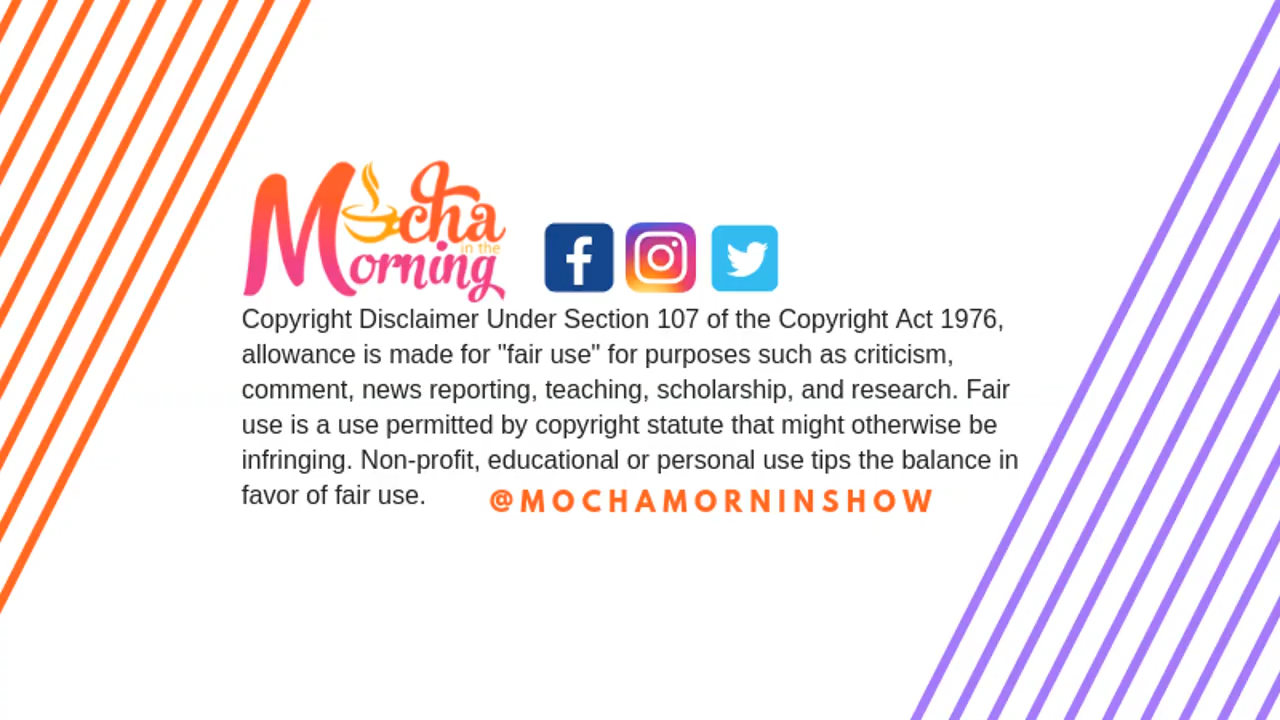 Mocha
in the
Morning
Copyright Disclaimer Under Section 107 of the Copyright Act 1976,
allowance is made for "fair use" for purposes such as criticism,
comment, news reporting, teaching, scholarship, and research. Fair
use is a use permitted by copyright statute that might otherwise be
infringing. Non-profit, educational or personal use tips the balance in
favor of fair use.
@MOCHAMORNINSHOW